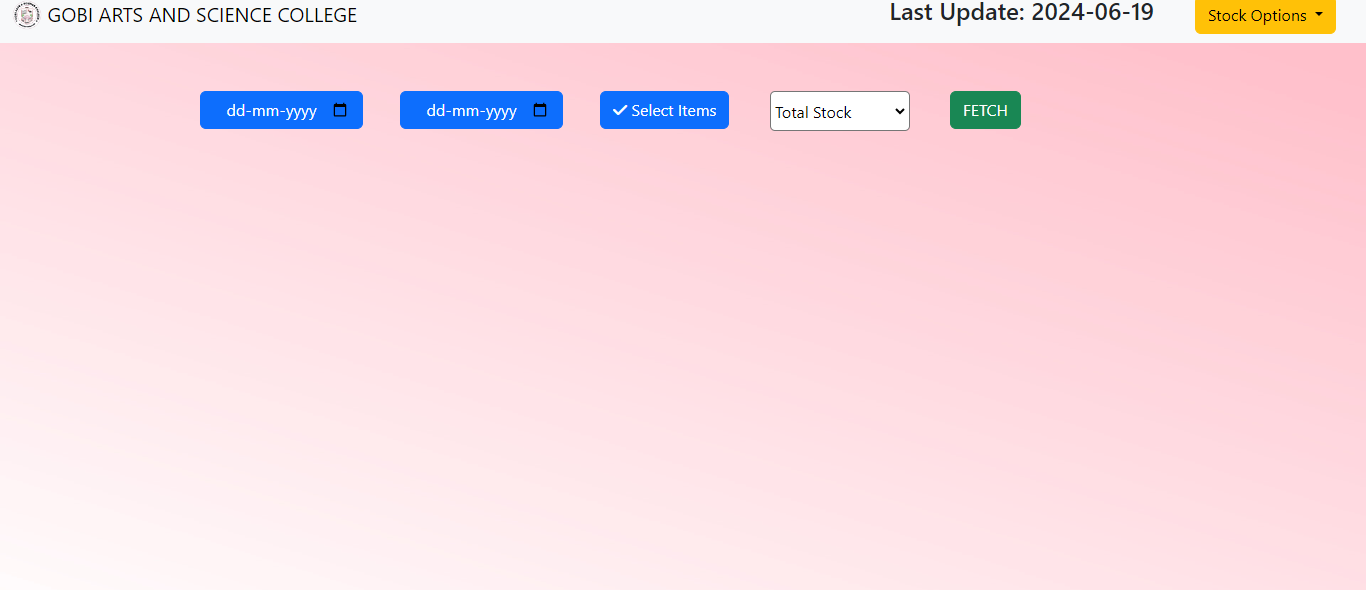 GOBI ARTS AND SCIENCE COLLEGE
Last Update: 2024-06-19
Stock Options
dd-mm-yyyy
dd-mm-yyyy
Select Items
Total Stock
FETCH